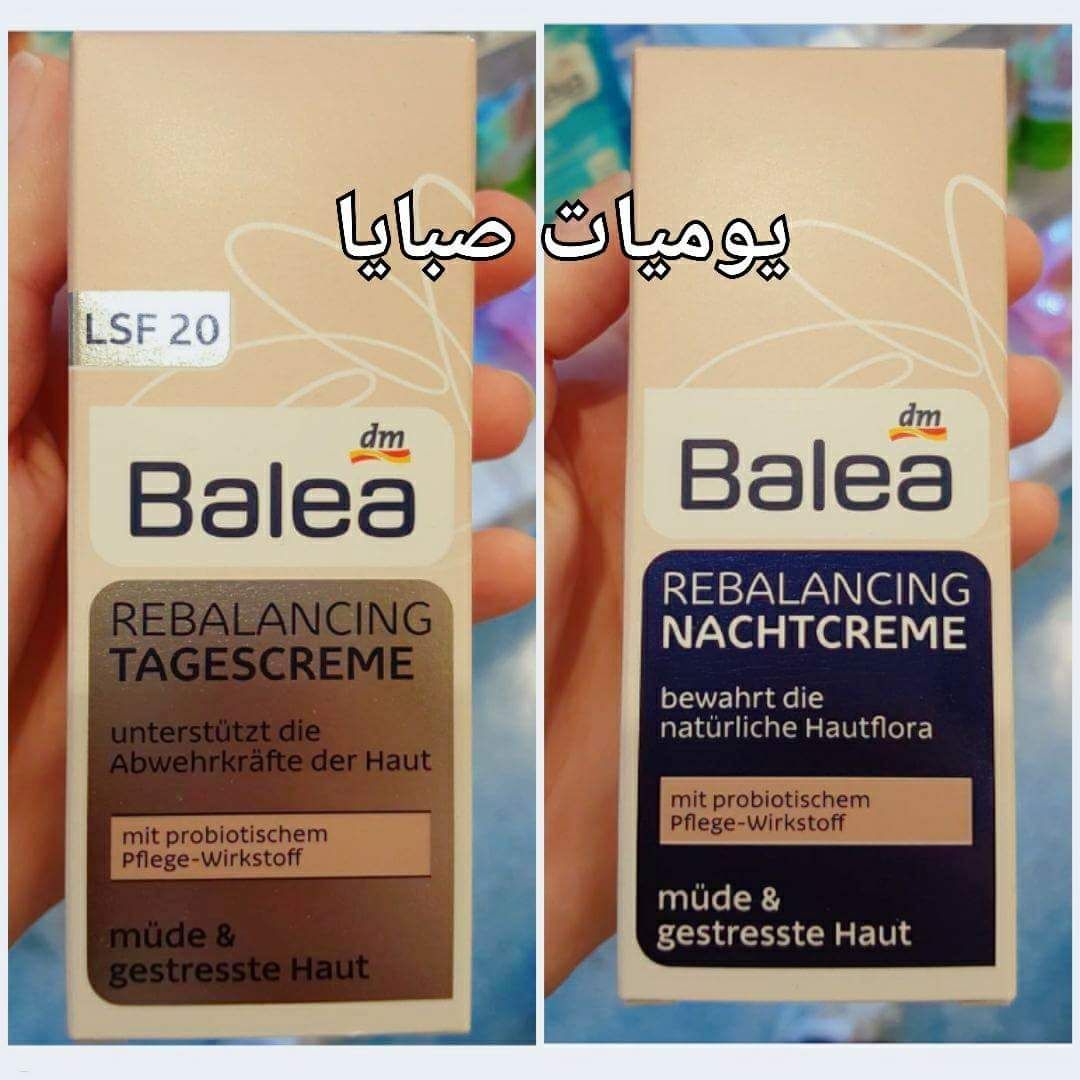 يوميات صبايا
LSF 20
dm
Balea
REBALANCING
TAGESCREME
unterstützt die
Abwehrkräfte der Haut
mit probiotischem
Pflege-Wirkstoff
müde &
gestresste Haut
dm
Balea
REBALANCING
NACHTCREME
bewahrt die
natürliche Hautflora
mit probiotischem
Pflege-Wirkstoff
müde &
gestresste Haut